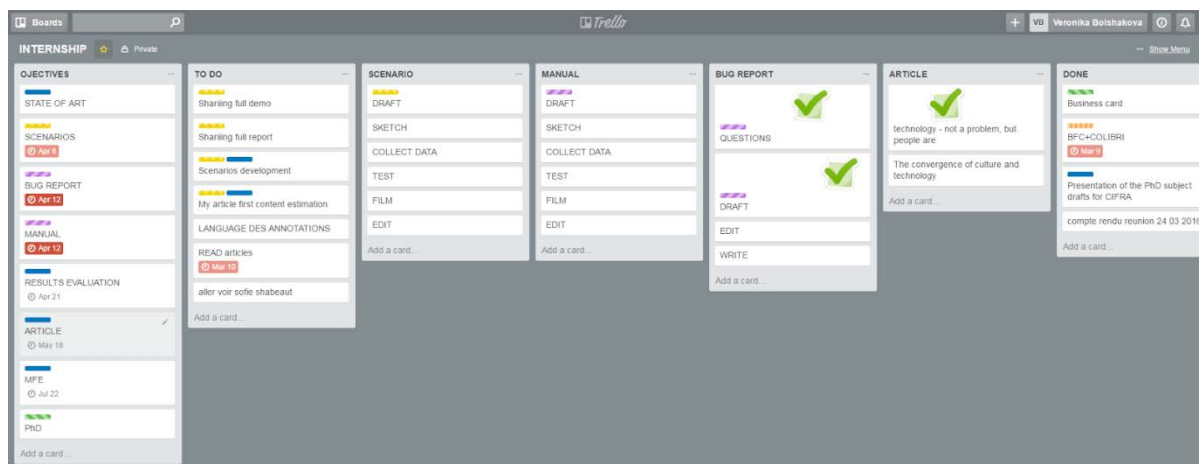 Boards
Trello
VB Veronika Bolshakova
INTERNSHIP
Private
Show Menu
OJECTIVES
STATE OF ART
SCENARIOS
Apr 6
BUG REPORT
Apr 12
MANUAL
Apr 12
RESULTS EVALUATION
Apr 21
ARTICLE
May 18
MFE
Jul 22
PhD
Add a card...
TO DO
Shariing full demo
Shariing full report
Scenarios development
My article first content estimation
LANGUAGE DES ANNOTATIONS
READ articles
Mar 10
aller voir sofie shabeaut
Add a card...
SCENARIO
DRAFT
SKETCH
COLLECT DATA
TEST
FILM
EDIT
Add a card...
MANUAL
DRAFT
SKETCH
COLLECT DATA
TEST
FILM
EDIT
Add a card...
BUG REPORT
QUESTIONS
DRAFT
EDIT
WRITE
Add a card...
ARTICLE
technology - not a problem, but
people are
The convergence of culture and
technology
Add a card...
DONE
Business card
BFC+COLIBRI
Mar 9
Presentation of the PhD subject
drafts for CIFRA
compte rendu reunion 24 03 2016
Add a card...